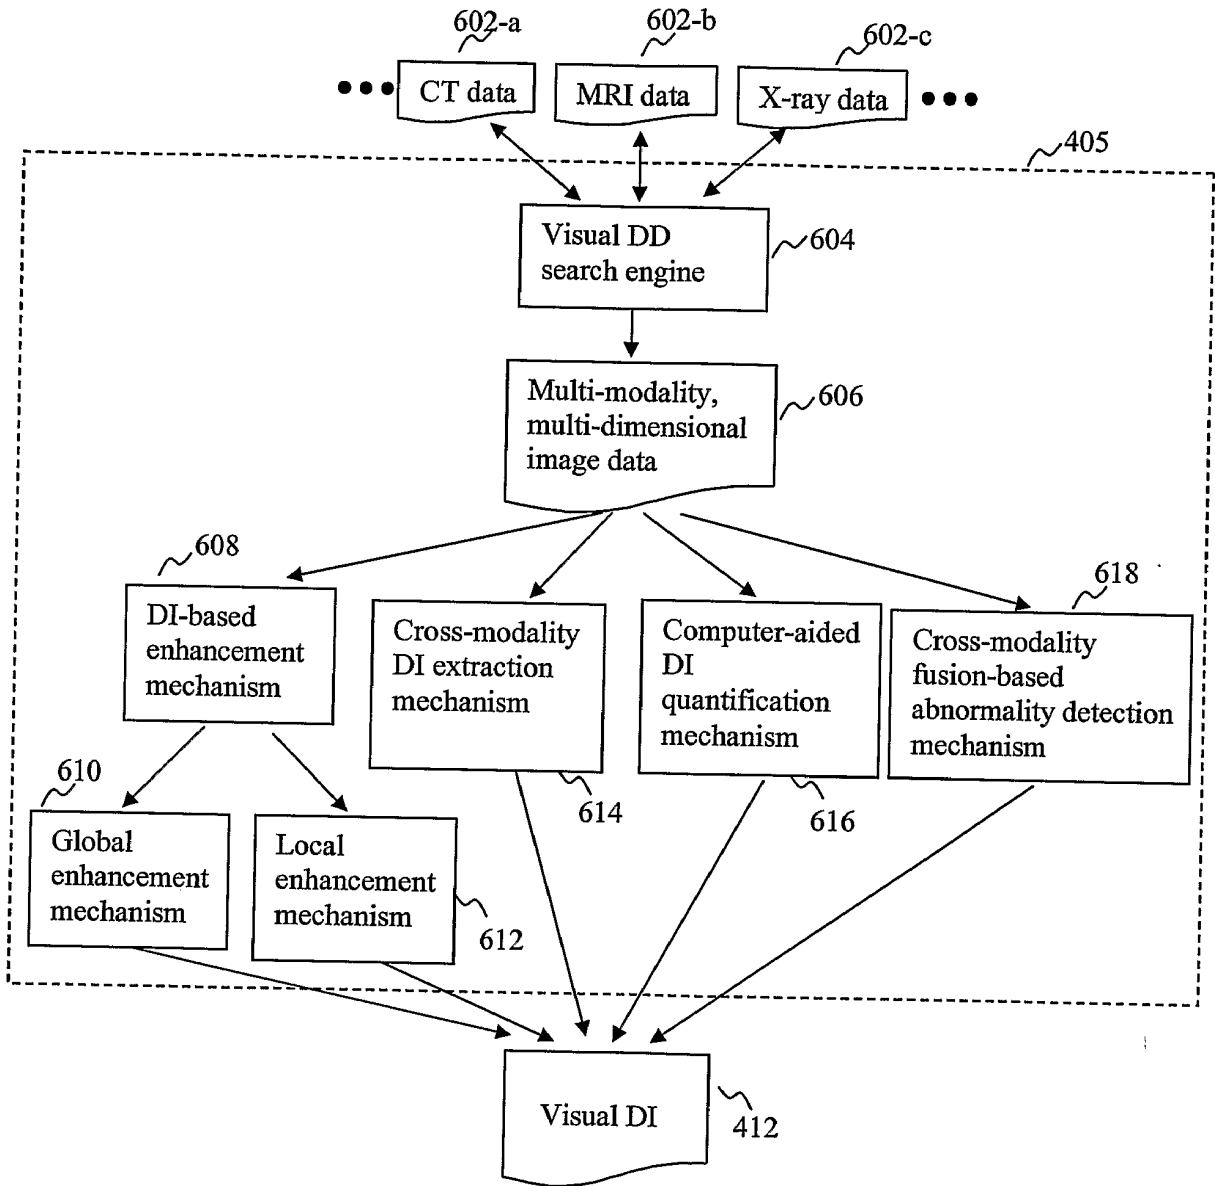 602-a
602-b
602-c
CT data
MRI data
X-ray data
405
Visual DD
search engine
604
Multi-modality,
multi-dimensional
image data
606
608
618
DI-based
enhancement
mechanism
Cross-modality
DI extraction
mechanism
Computer-aided
DI
quantification
mechanism
Cross-modality
fusion-based
abnormality detection
mechanism
610
614
616
Global
enhancement
mechanism
Local
enhancement
mechanism
612
Visual DI
412